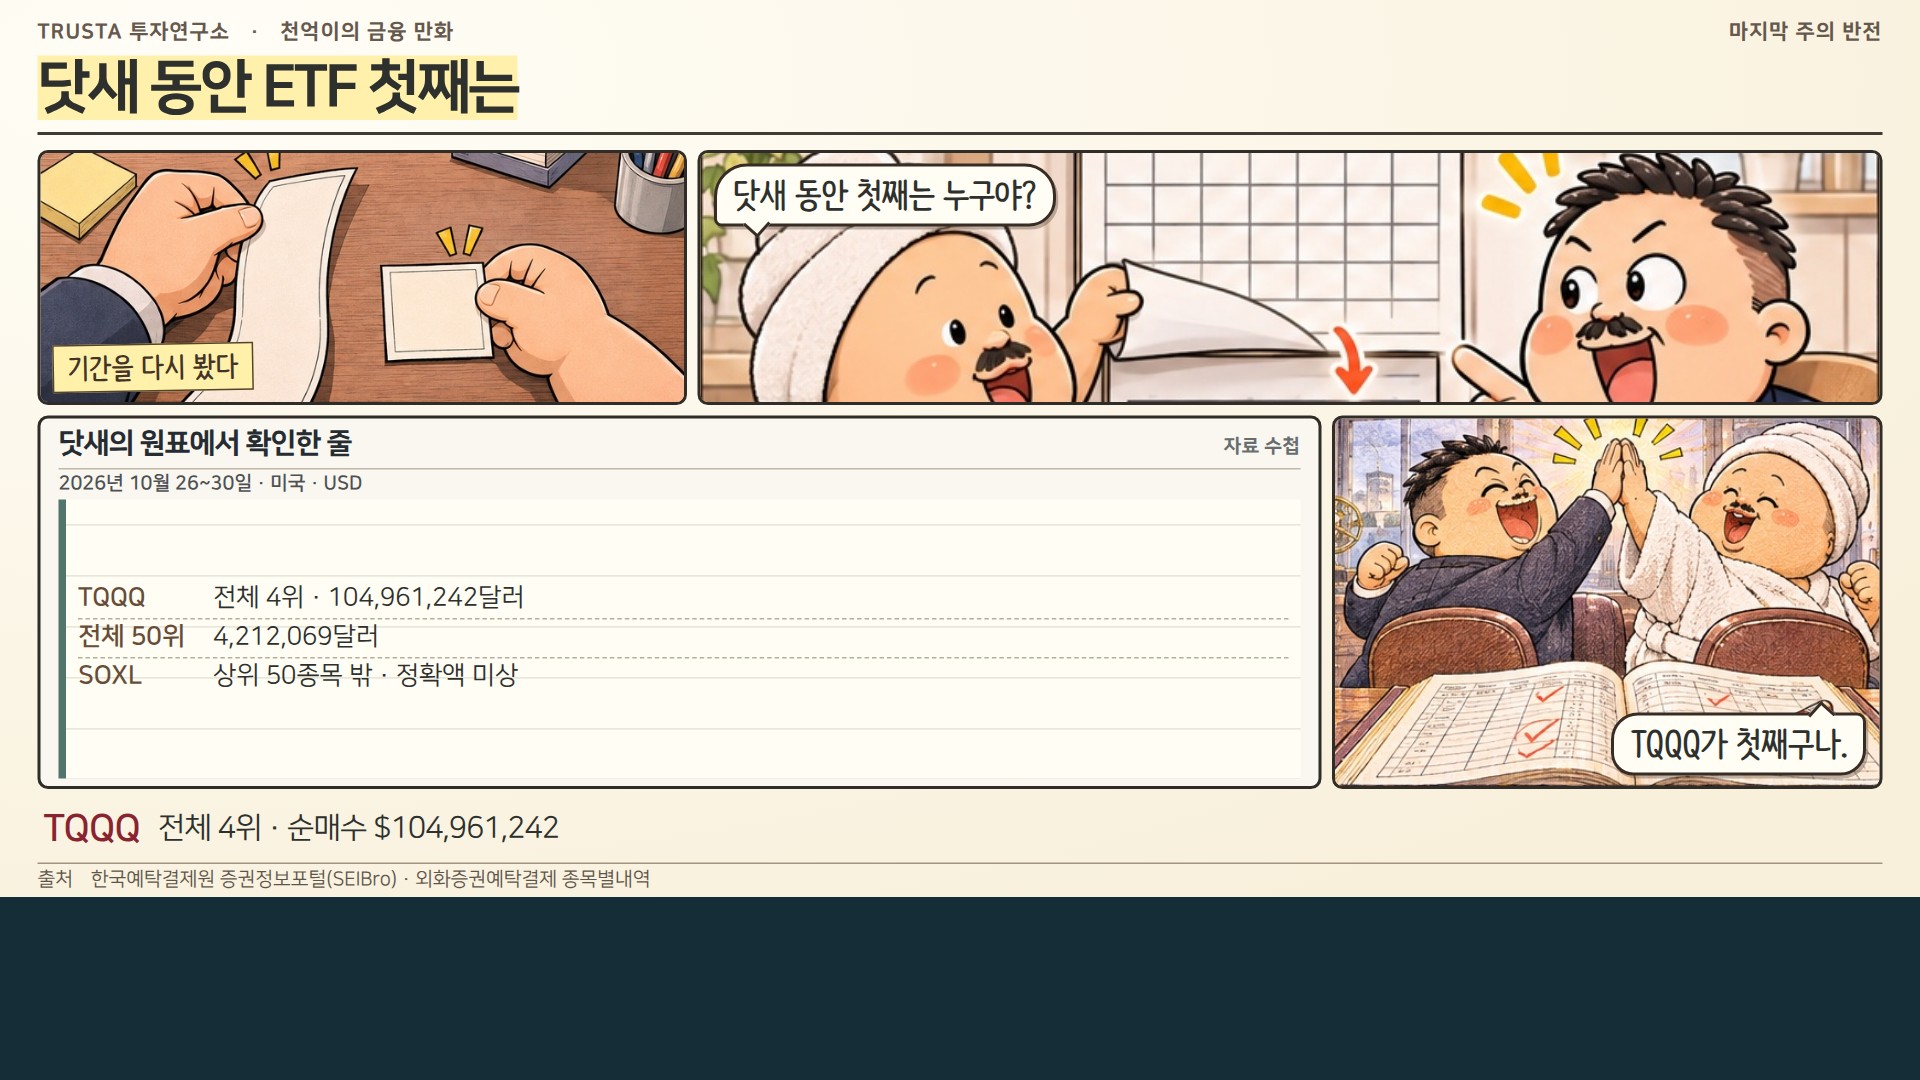 TRUSTA 투자연구소 · 천억이의 금융 만화
마지막 주의 반전
닷새 동안 ETF 첫째는
기간을 다시 봤다
닷새 동안 첫째는 누구야?
닷새의 원표에서 확인한 줄
자료 수첩
2026년 10월 26~30일 · 미국 · USD
TQQQ 전체 4위 · 104,961,242달러
전체 50위 4,212,069달러
SOXL 상위 50종목 밖 · 정확액 미상
TQQQ가 첫째구나.
TQQQ 전체 4위 · 순매수 $104,961,242
출처 한국예탁결제원 증권정보포털(SEIBro) · 외화증권예탁결제 종목별내역